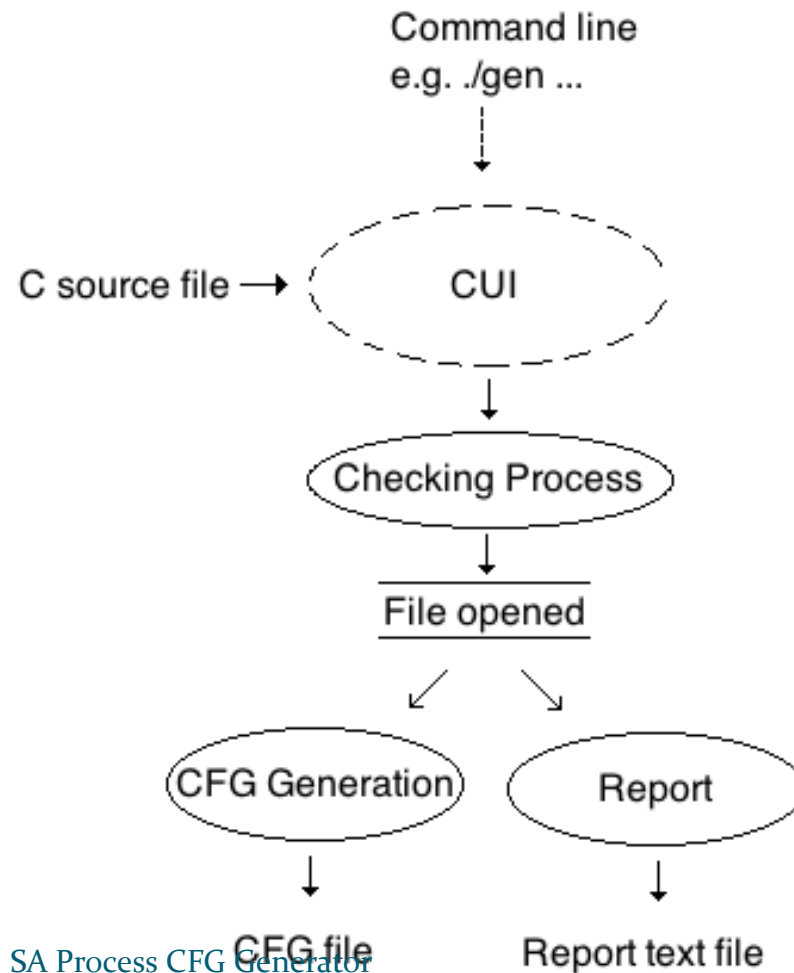 Command line
e.g. ./gen ...
C source file
CUI
Checking Process
File opened
CFG Generation
Report
CFG file
Report text file
SA Process CFG Generator